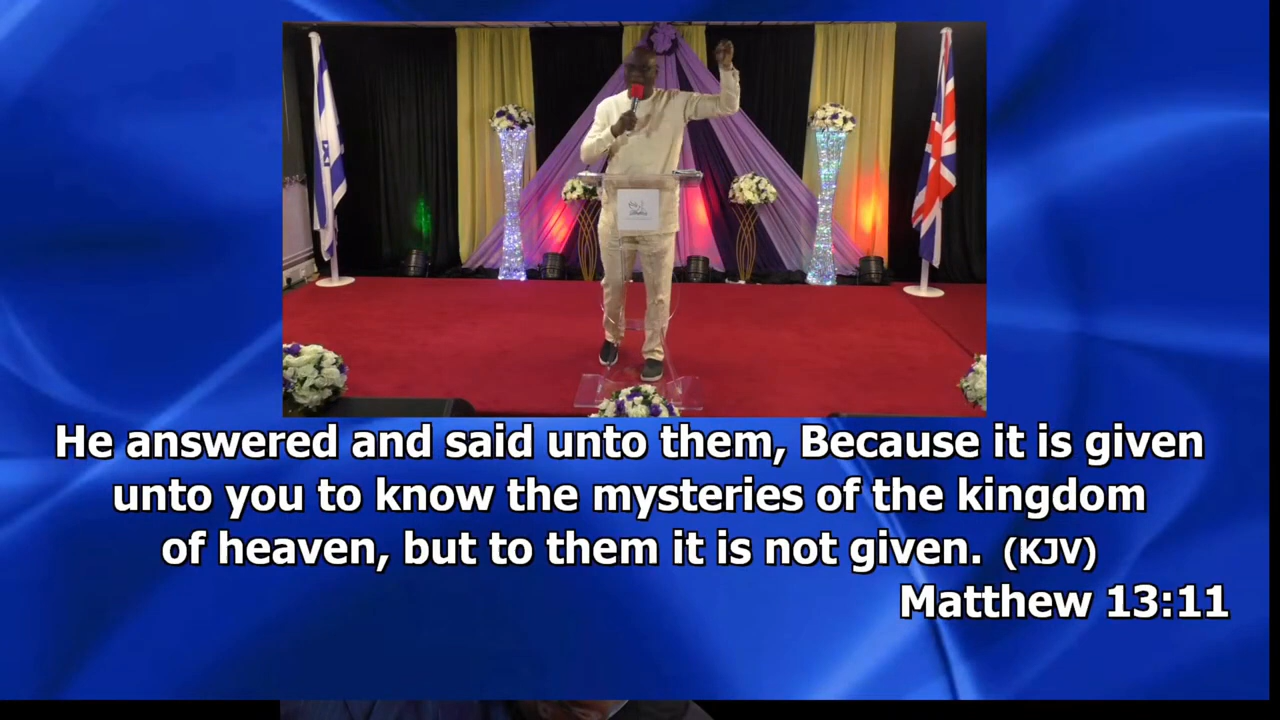 He answered and said unto them, Because it is given
unto you to know the mysteries of the kingdom
of heaven, but to them it is not given. (KJV)
Matthew 13:11